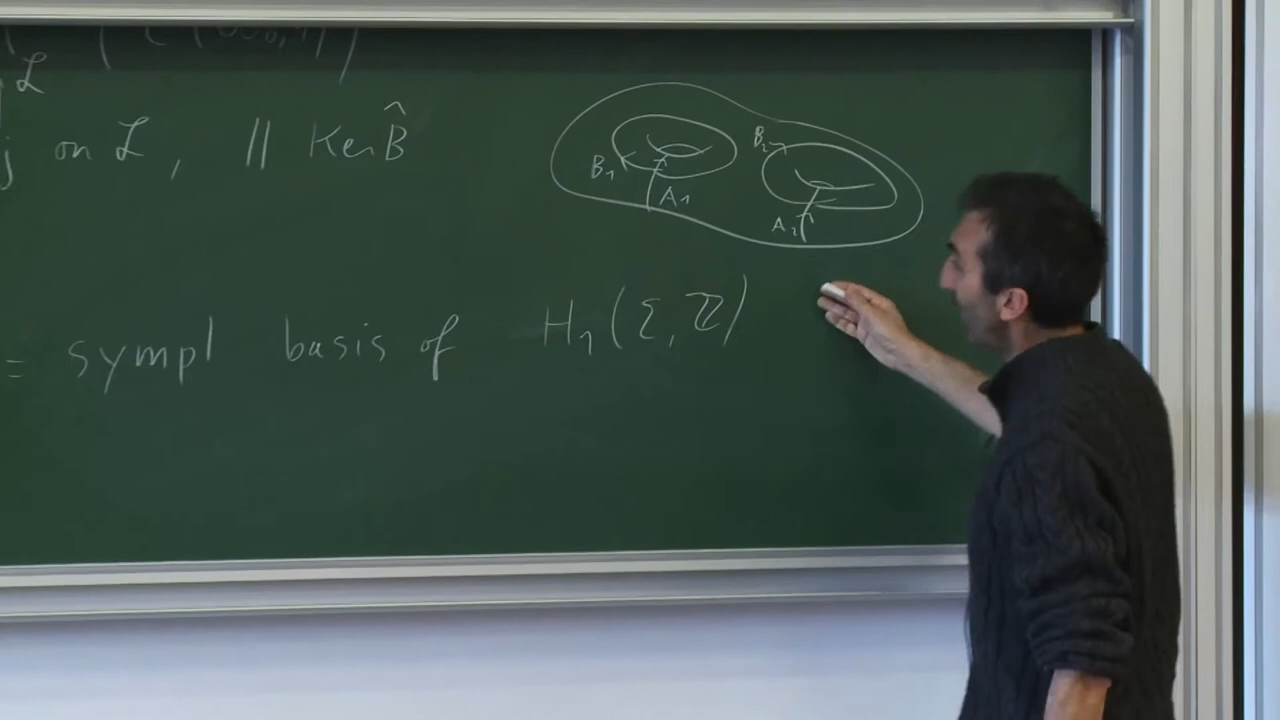 ℒ
j on ℒ, || Ker B̂
B₁ A₁ B₂ A₂
= sympl basis of H₁(Σ, ℤ)